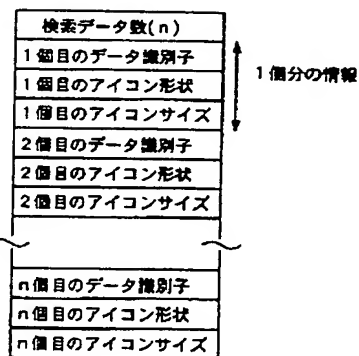 検索データ数(n)
1個目のデータ識別子
1個分の情報
1個目のアイコン形状
1個目のアイコンサイズ
2個目のデータ識別子
2個目のアイコン形状
2個目のアイコンサイズ
n個目のデータ識別子
n個目のアイコン形状
n個目のアイコンサイズ